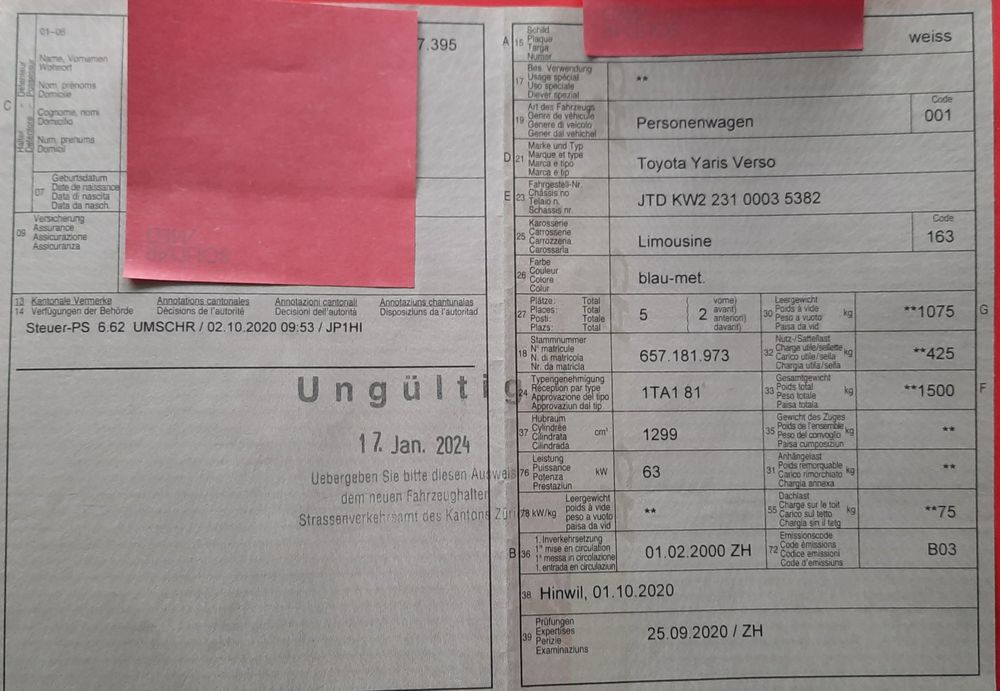 01-06
7.395
C
Halter
Détenteur
Detentore
Possessur
Name, Vornamen
Wohnort
Nom, prénoms
Domicile
Cognome, nomi
Domicilio
Num, prenums
Domicil
07
Geburtsdatum
Date de naissance
Data di nascita
Data da nasch.
09
Versicherung
Assurance
Assicurazione
Assicuranza
13 Kantonale Vermerke Annotations cantonales Annotazioni cantonali Annotaziuns chantunalas
14 Verfügungen der Behörde Décisions de l'autorité Decisioni dell'autorità Disposiziuns da l'autoritad
Steuer-PS 6.62 UMSCHR / 02.10.2020 09:53 / JP1HI
Ungültig
17. Jan. 2024
Uebergeben Sie bitte diesen Ausweis
dem neuen Fahrzeughalter
Strassenverkehrsamt des Kantons Züri
A 15 Schild
Plaque
Targa
Numer
weiss
17 Bes. Verwendung
Usage spécial
Uso speciale
Diever spezial
**
19 Art des Fahrzeugs
Genre de véhicule
Genere di veicolo
Gener dal vehichel
Personenwagen
Code
001
D 21 Marke und Typ
Marque et type
Marca e tipo
Marca e tip
Toyota Yaris Verso
E 23 Fahrgestell-Nr.
Châssis no
Telaio n.
Schassis nr.
JTD KW2 231 0003 5382
25 Karosserie
Carrosserie
Carrozzeria
Carossaria
Limousine
Code
163
26 Farbe
Couleur
Colore
Colur
blau-met.
27 Plätze: Total
Places: Total
Posti: Totale
Plazs: Total
5 ( 2 vorne)
avant)
anteriori)
davant)
30 Leergewicht
Poids à vide
Peso a vuoto
Paisa da vid
kg
**1075
G
18 Stammnummer
N° matricule
N. di matricola
Nr. da matricla
657.181.973
32 Nutz-/Sattellast
Charge utile/sellette
Carico utile/sella
Chargia utila/sella
kg
**425
24 Typengenehmigung
Réception par type
Approvazione del tipo
Approvaziun dal tip
1TA1 81
33 Gesamtgewicht
Poids total
Peso totale
Paisa totala
kg
**1500
F
37 Hubraum
Cylindrée
Cilindrata
Cilindrada
cm³
1299
35 Gewicht des Zuges
Poids de l'ensemble
Peso del convoglio
Paisa cumposiziun
kg
**
76 Leistung
Puissance
Potenza
Prestaziun
kW
63
31 Anhängelast
Poids remorquable
Carico rimorchiato
Chargia annexa
kg
**
78 kW/kg
Leergewicht
poids à vide
peso a vuoto
paisa da vid
**
55 Dachlast
Charge sur le toit
Carico sul tetto
Chargia sin il tetg
kg
**75
B 36 1. Inverkehrsetzung
1re mise en circulation
1a messa in circolazione
1. entrada en circulaziun
01.02.2000 ZH
72 Emissionscode
Code émissions
Codice emissioni
Code d'emissiuns
B03
38 Hinwil, 01.10.2020
39 Prüfungen
Expertises
Perizie
Examinaziuns
25.09.2020 / ZH